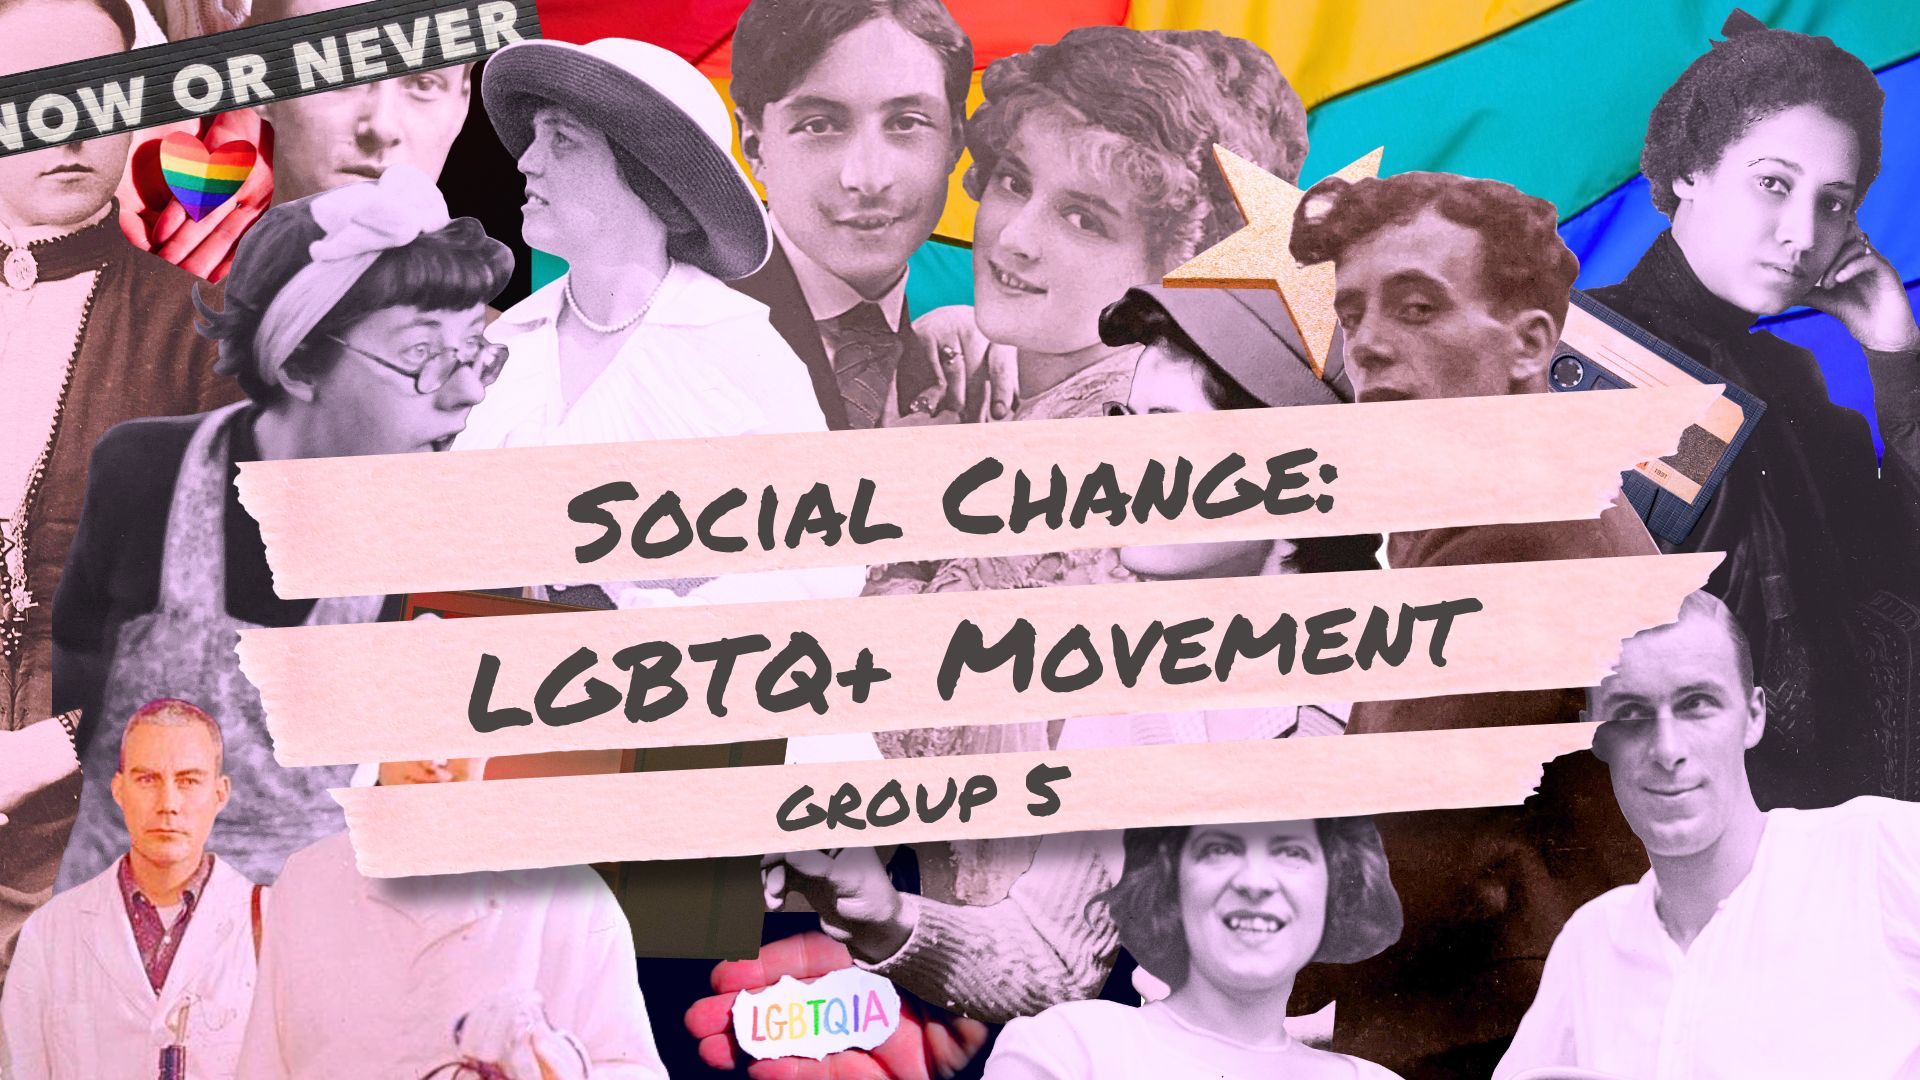 NOW OR NEVER
SOCIAL CHANGE:
LGBTQ+ MOVEMENT
GROUP 5
LGBTQIA